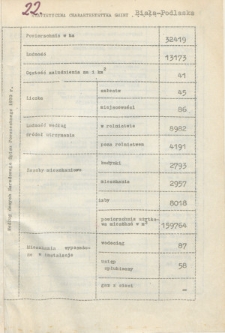 22.
STATYSTYCZNA CHARAKTERYSTYKA GMINY Biała-Podlaska
Powierzchnia w ha 32419
Ludność 13173
Gęstość zaludnienia na 1 km² 41
Liczba sołectw 45
miejscowości 86
Ludność według źródeł utrzymania w rolnictwie 8982
poza rolnictwem 4191
Zasoby mieszkaniowe budynki 2793
mieszkania 2957
izby 8018
powierzchnia użytkowa mieszkań w m² 159764
Mieszkania wyposażone w instalacje wodociąg 87
ustęp spłukiwany 58
gaz z sieci -